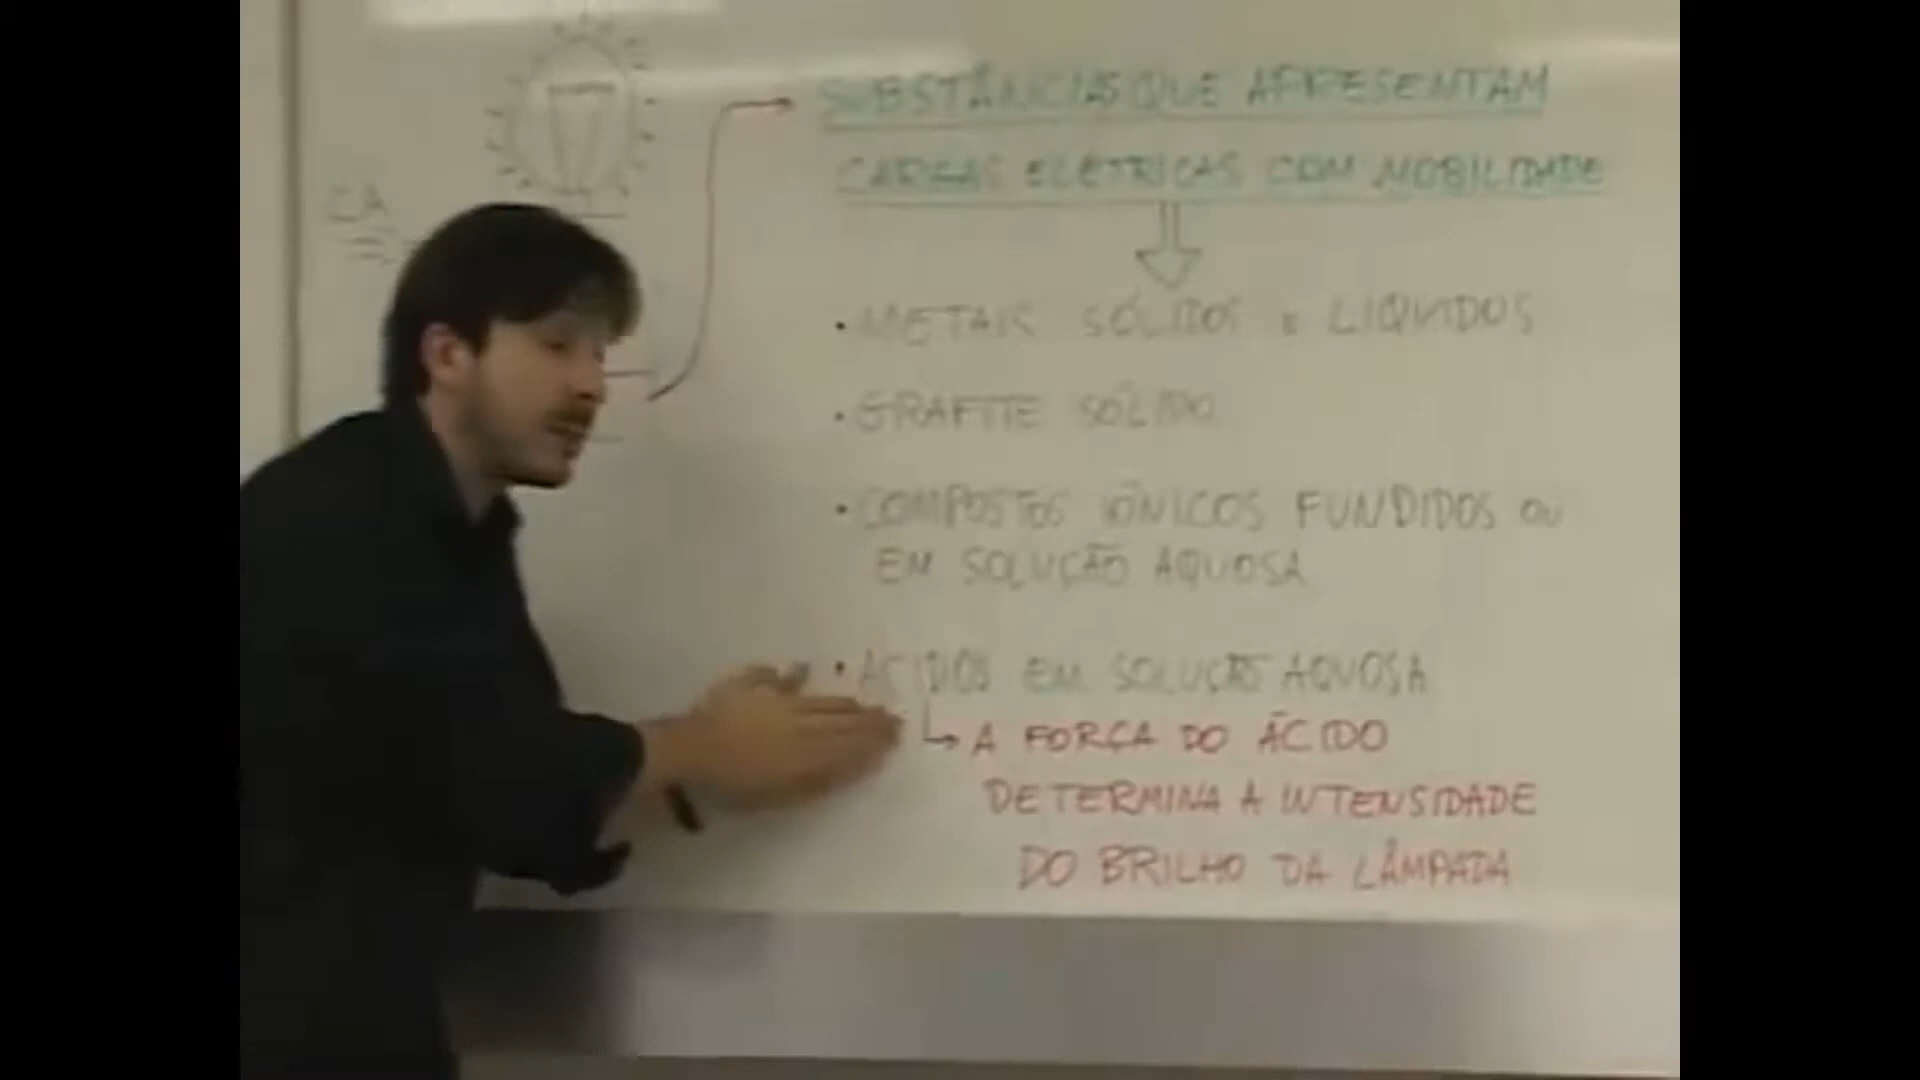 CA
SUBSTÂNCIAS QUE APRESENTAM
CARGAS ELÉTRICAS COM MOBILIDADE
• METAIS SÓLIDOS E LÍQUIDOS
• GRAFITE SÓLIDO
• COMPOSTOS IÔNICOS FUNDIDOS OU
EM SOLUÇÃO AQUOSA
• ÁCIDOS EM SOLUÇÃO AQUOSA
A FORÇA DO ÁCIDO
DETERMINA A INTENSIDADE
DO BRILHO DA LÂMPADA